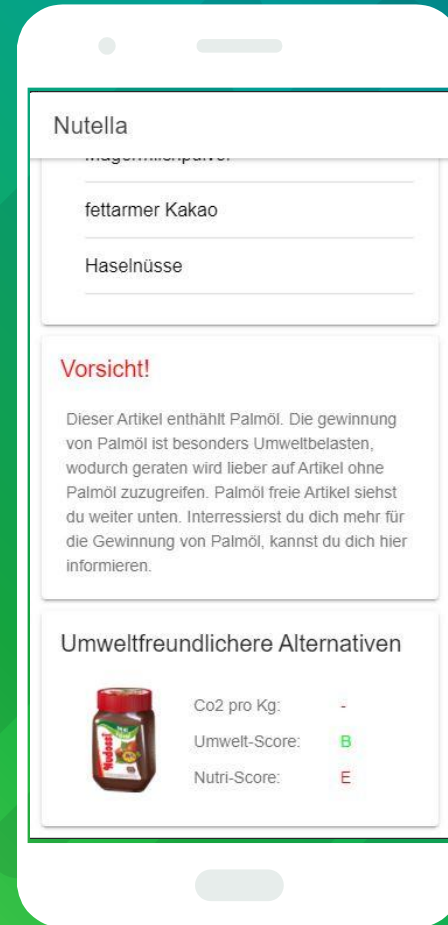 Nutella
fettarmer Kakao
Haselnüsse
Vorsicht!
Dieser Artikel enthählt Palmöl. Die gewinnung
von Palmöl ist besonders Umweltbelasten,
wodurch geraten wird lieber auf Artikel ohne
Palmöl zuzugreifen. Palmöl freie Artikel siehst
du weiter unten. Interressierst du dich mehr für
die Gewinnung von Palmöl, kannst du dich hier
informieren.
Umweltfreundlichere Alternativen
Nudossi
Co2 pro Kg: -
Umwelt-Score: B
Nutri-Score: E